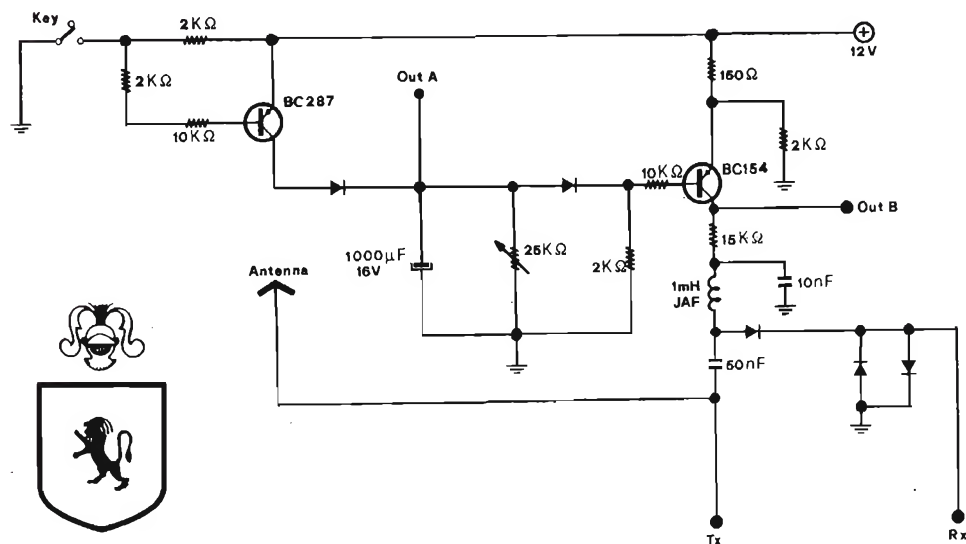 Key
2KΩ
12V
2KΩ
150Ω
Out A
BC287
10KΩ
2KΩ
10KΩ
BC154
Out B
15KΩ
1000µF
16V
25KΩ
2KΩ
Antenna
1mH
JAF
10nF
50nF
Tx
Rx